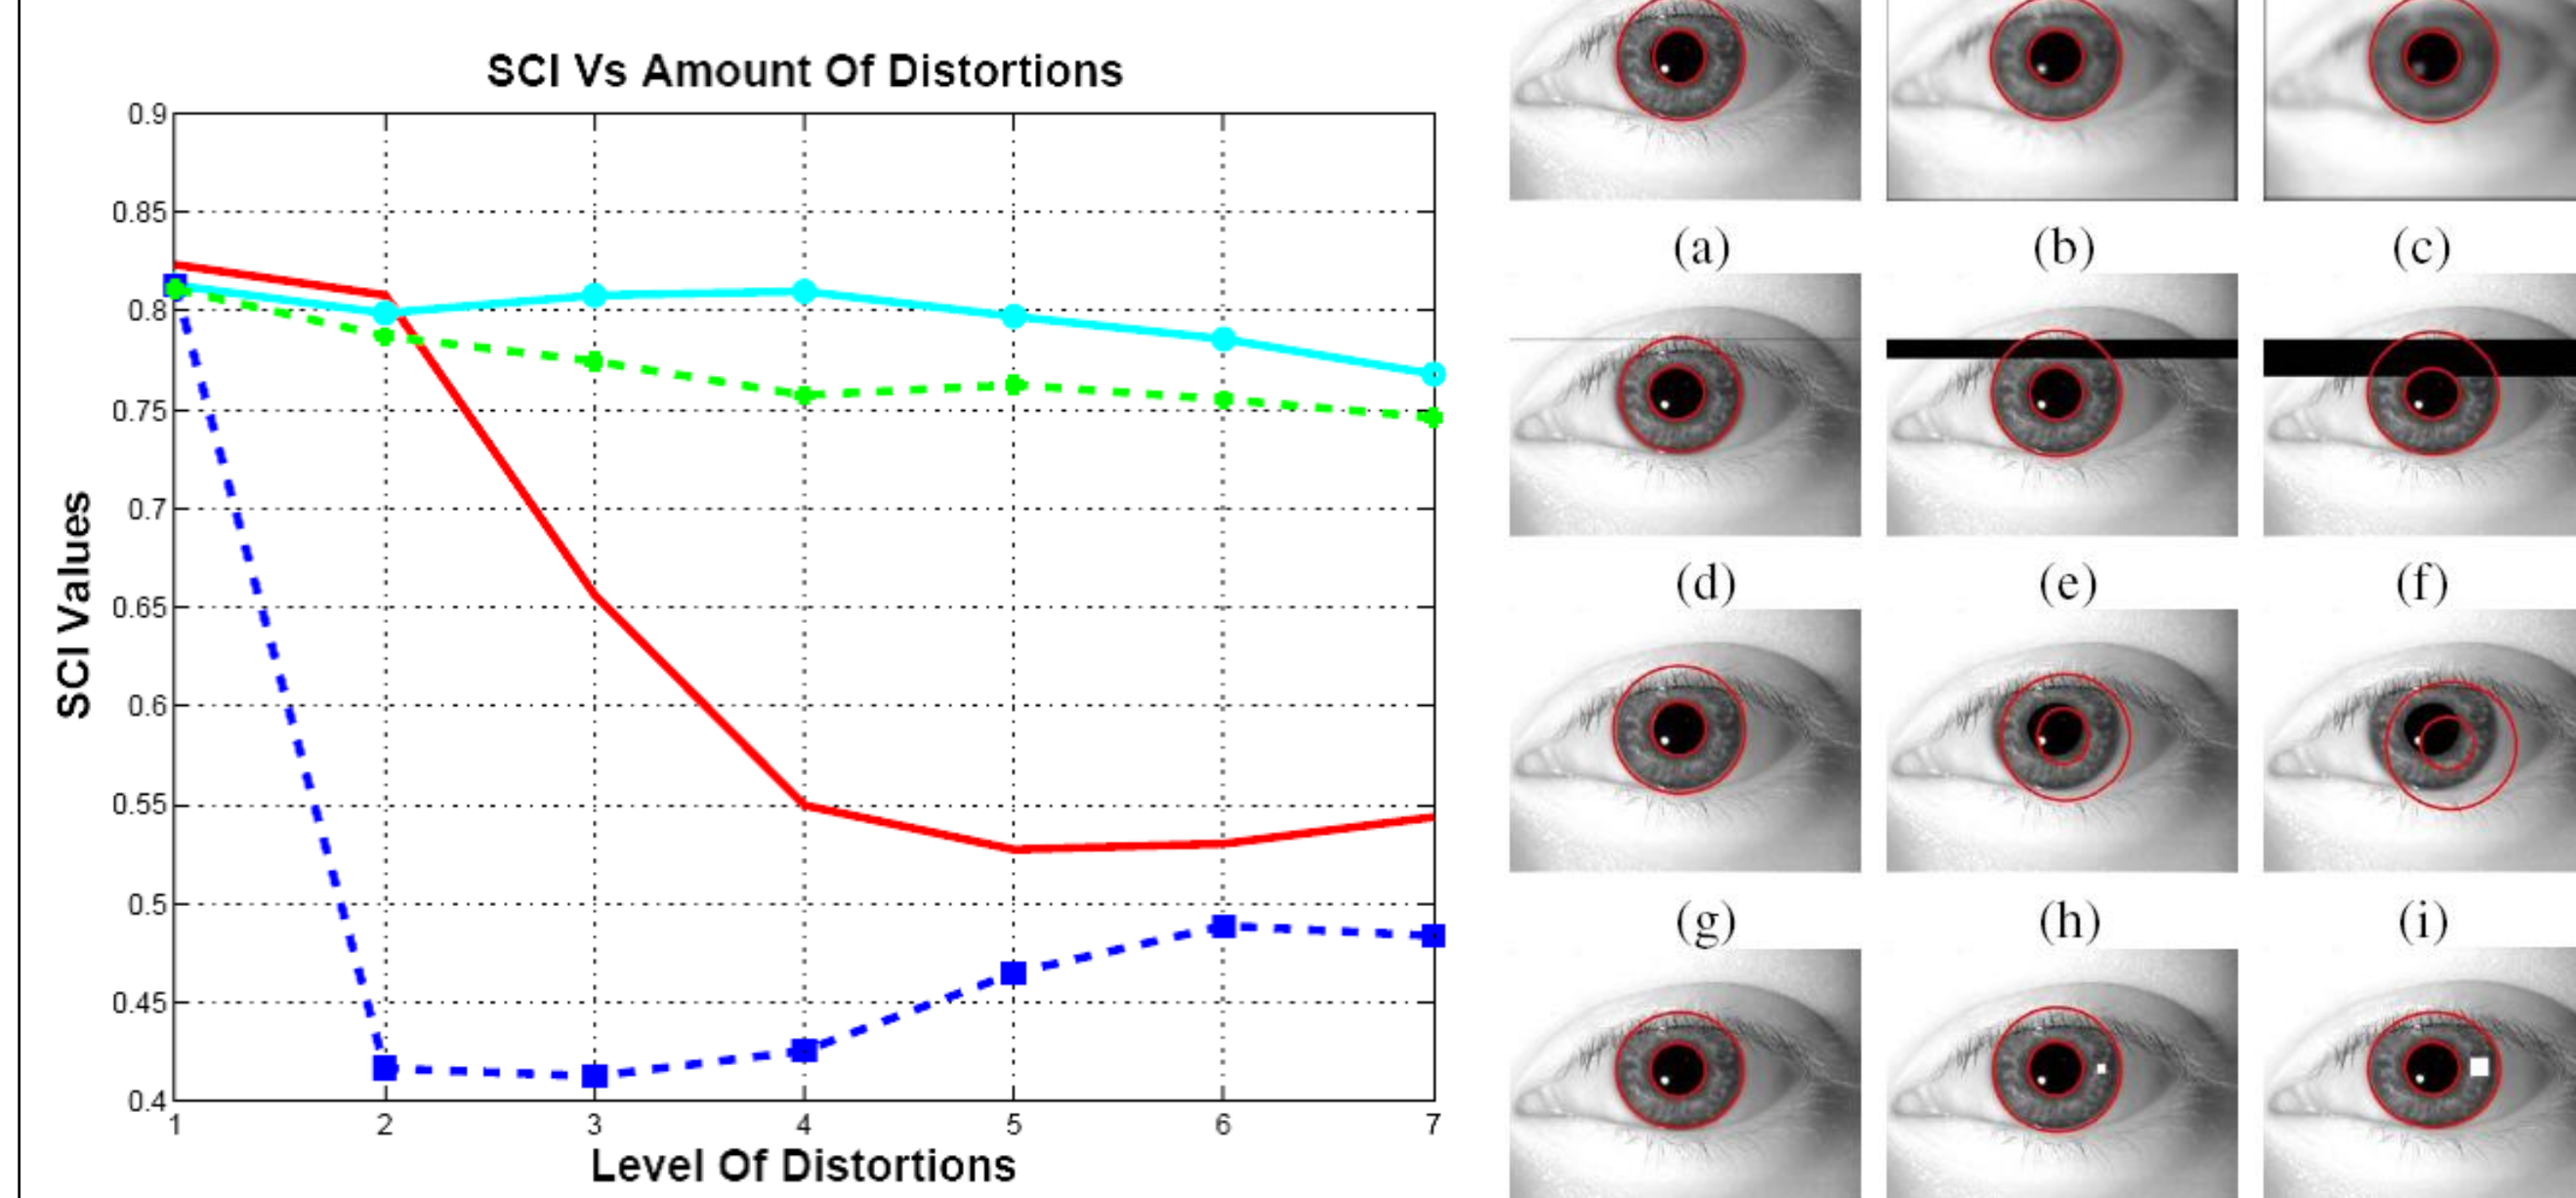 SCI Vs Amount Of Distortions
0.9
0.85
0.8
0.75
0.7
0.65
0.6
0.55
0.5
0.45
0.4
SCI Values
1 2 3 4 5 6 7
Level Of Distortions
(a) (b) (c)
(d) (e) (f)
(g) (h) (i)